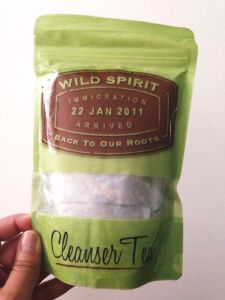 WILD SPIRIT
IMMIGRATION
22 JAN 2011
ARRIVED
BACK TO OUR ROOTS
Cleanser Tea